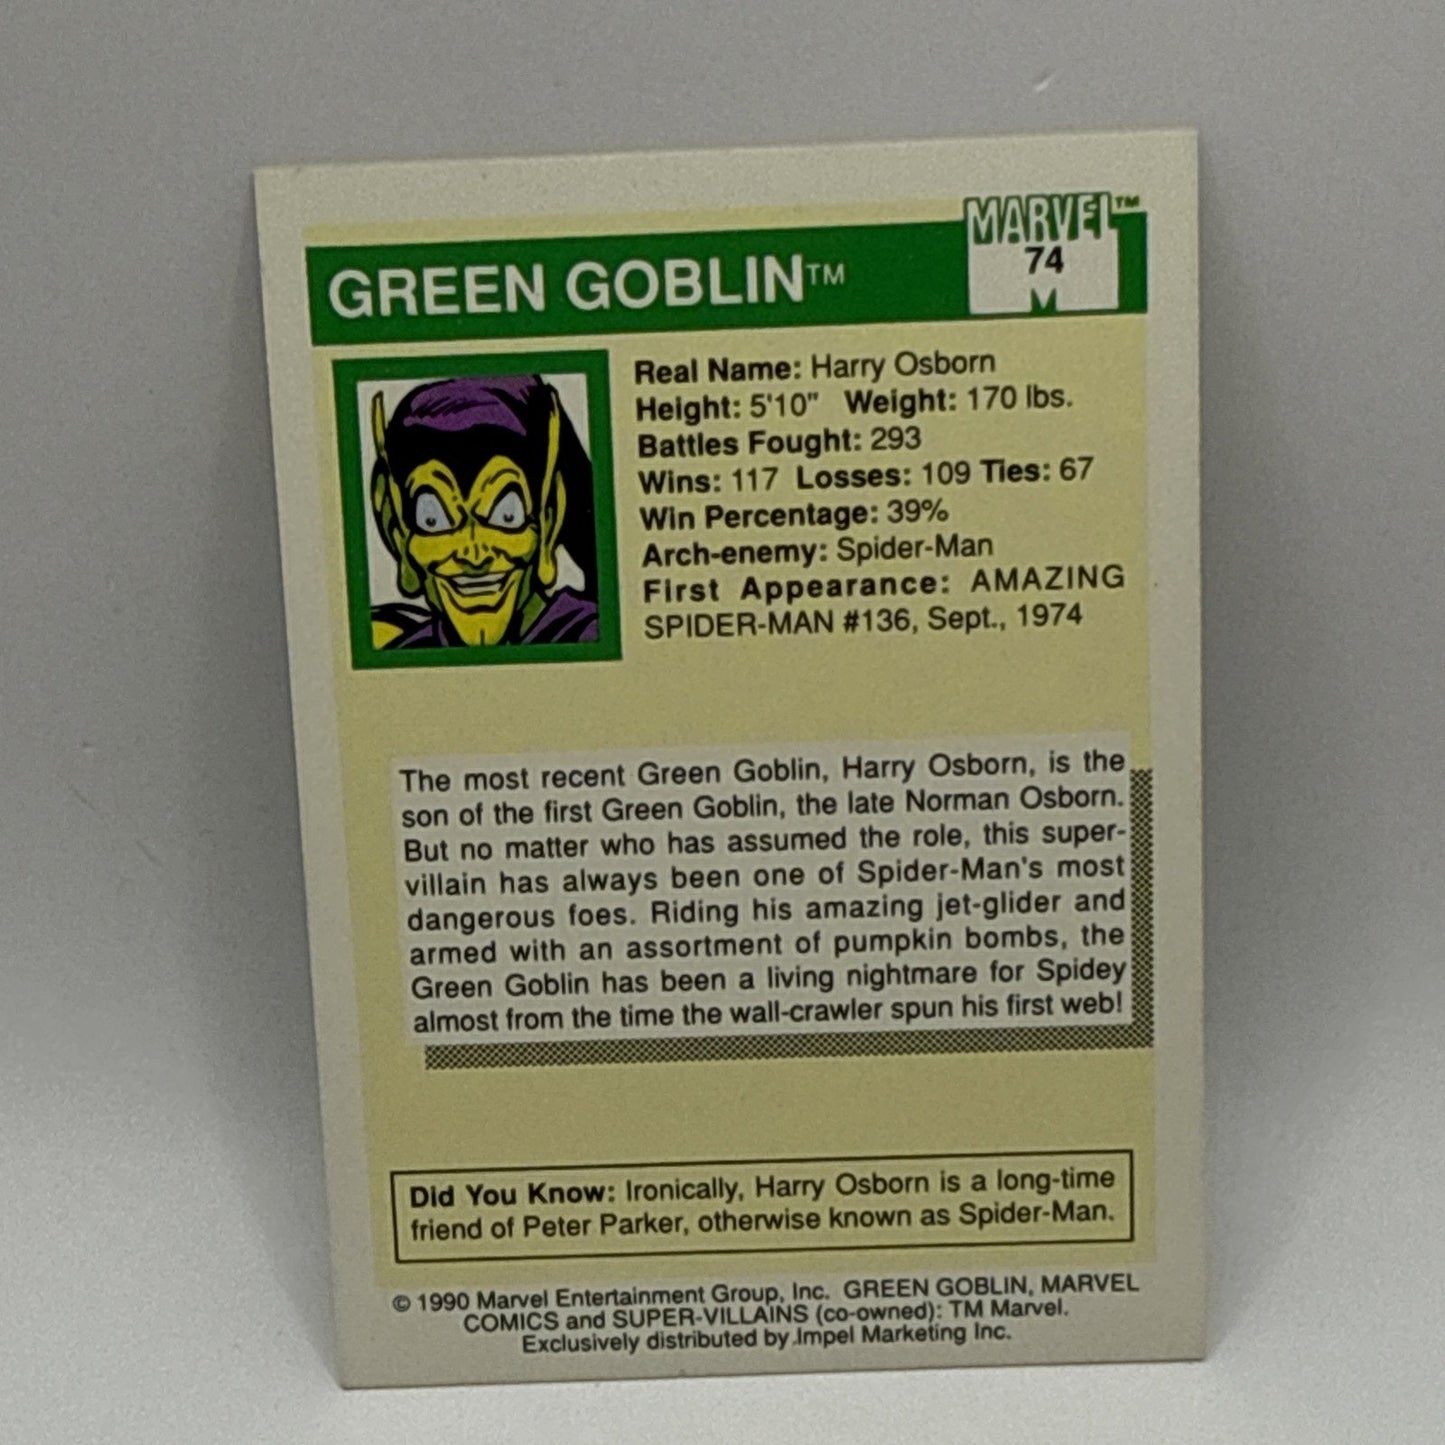 MARVEL™
74
M
GREEN GOBLIN™
Real Name: Harry Osborn
Height: 5'10" Weight: 170 lbs.
Battles Fought: 293
Wins: 117 Losses: 109 Ties: 67
Win Percentage: 39%
Arch-enemy: Spider-Man
First Appearance: AMAZING
SPIDER-MAN #136, Sept., 1974
The most recent Green Goblin, Harry Osborn, is the
son of the first Green Goblin, the late Norman Osborn.
But no matter who has assumed the role, this super-
villain has always been one of Spider-Man's most
dangerous foes. Riding his amazing jet-glider and
armed with an assortment of pumpkin bombs, the
Green Goblin has been a living nightmare for Spidey
almost from the time the wall-crawler spun his first web!
Did You Know: Ironically, Harry Osborn is a long-time
friend of Peter Parker, otherwise known as Spider-Man.
© 1990 Marvel Entertainment Group, Inc. GREEN GOBLIN, MARVEL
COMICS and SUPER-VILLAINS (co-owned): TM Marvel.
Exclusively distributed by Impel Marketing Inc.